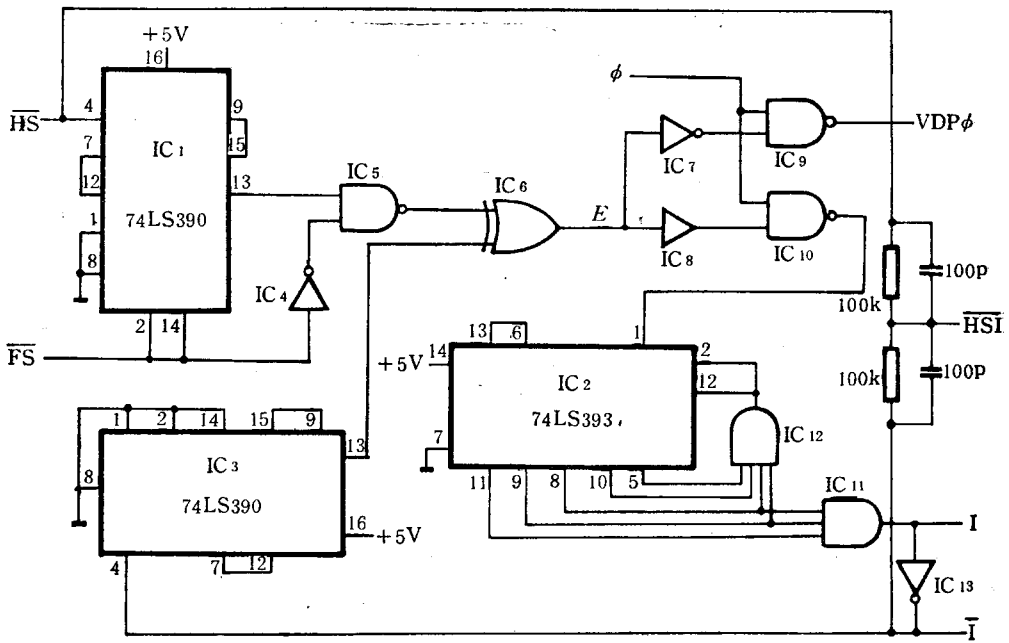 +5V
16
H̅S̅
4
9
7
IC1
15
12
13
IC5
74LS390
1
8
IC4
2
14
F̅S̅
IC6
E
ϕ
IC7
IC9
VDPϕ
IC8
IC10
100k
100P
H̅S̅I̅
100k
100P
13
6
1
+5V
14
2
IC2
12
74LS393
7
IC12
11
9
8
10
5
IC11
I
IC13
I̅
1
2
14
15
9
13
8
IC3
74LS390
16
+5V
4
7
12